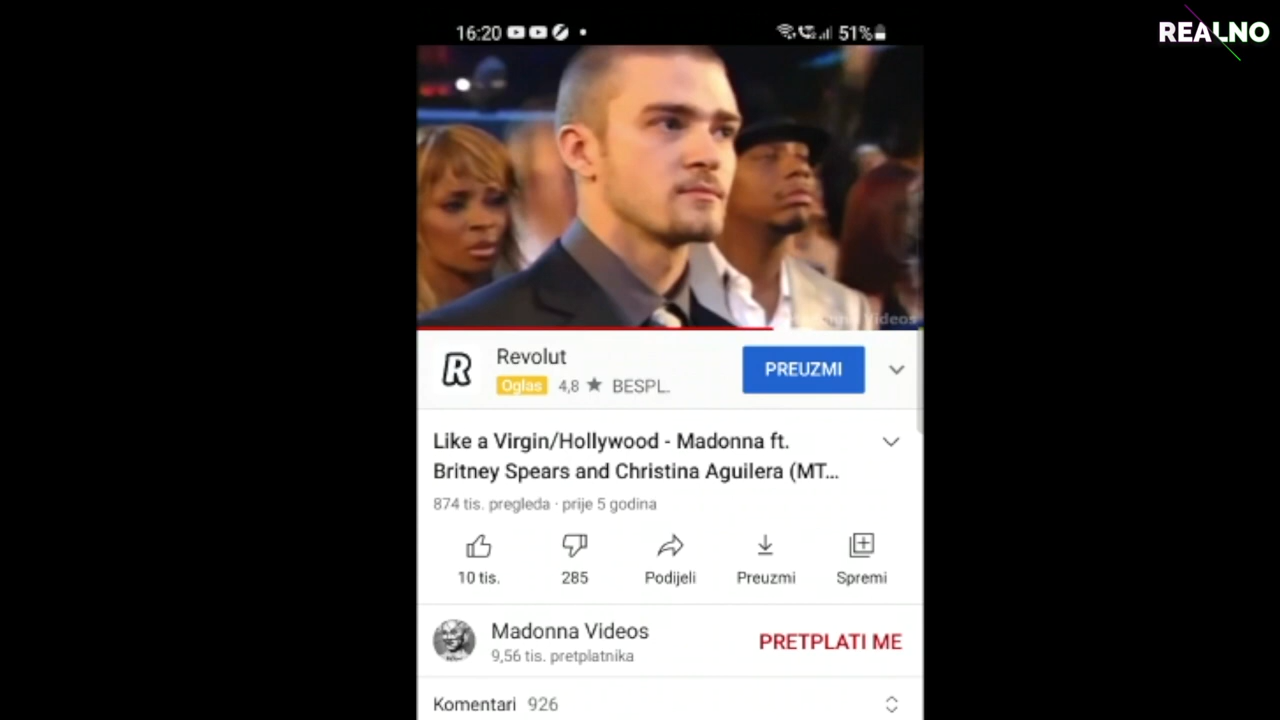 REALNO
16:20
51%
Videos
Revolut
Oglas 4,8 ★ BESPL.
PREUZMI
Like a Virgin/Hollywood - Madonna ft.
Britney Spears and Christina Aguilera (MT...
874 tis. pregleda · prije 5 godina
10 tis.
285
Podijeli
Preuzmi
Spremi
Madonna Videos
9,56 tis. pretplatnika
PRETPLATI ME
Komentari 926